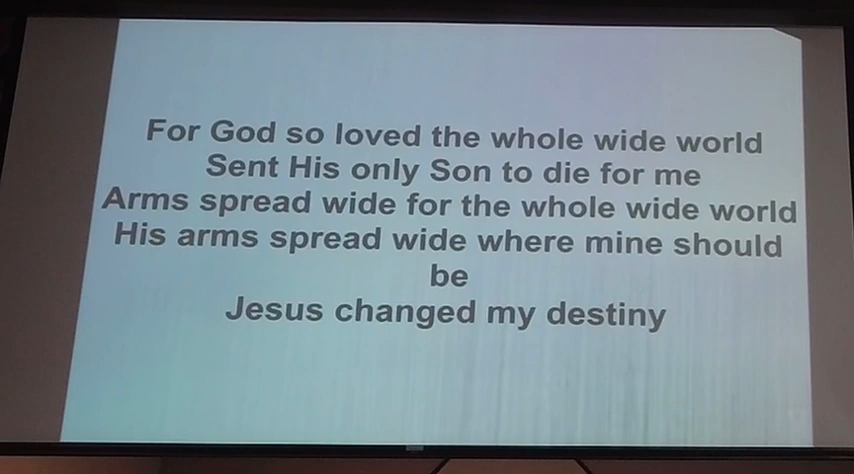 For God so loved the whole wide world
Sent His only Son to die for me
Arms spread wide for the whole wide world
His arms spread wide where mine should
be
Jesus changed my destiny